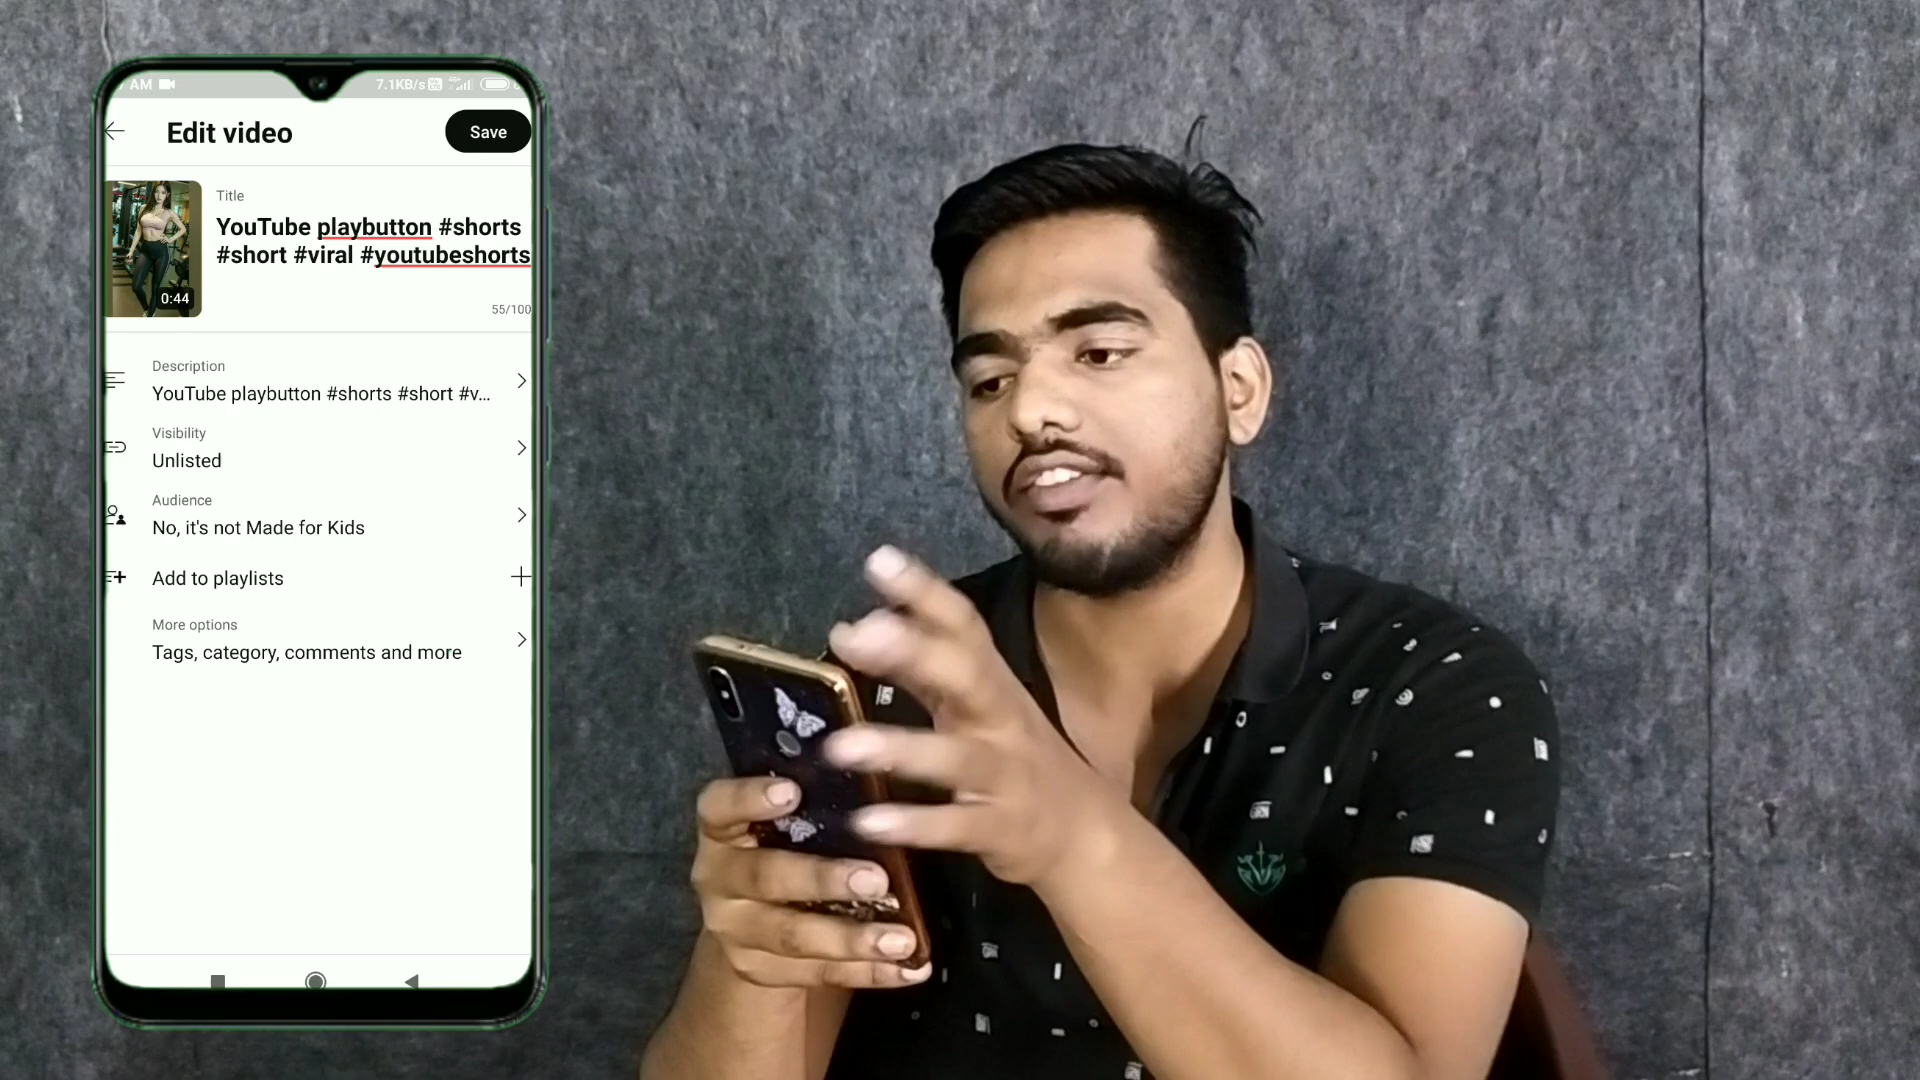 AM
7.1KB/s
Edit video
Save
Title
YouTube playbutton #shorts
#short #viral #youtubeshorts
0:44
55/100
Description
YouTube playbutton #shorts #short #v...
Visibility
Unlisted
Audience
No, it's not Made for Kids
Add to playlists
More options
Tags, category, comments and more